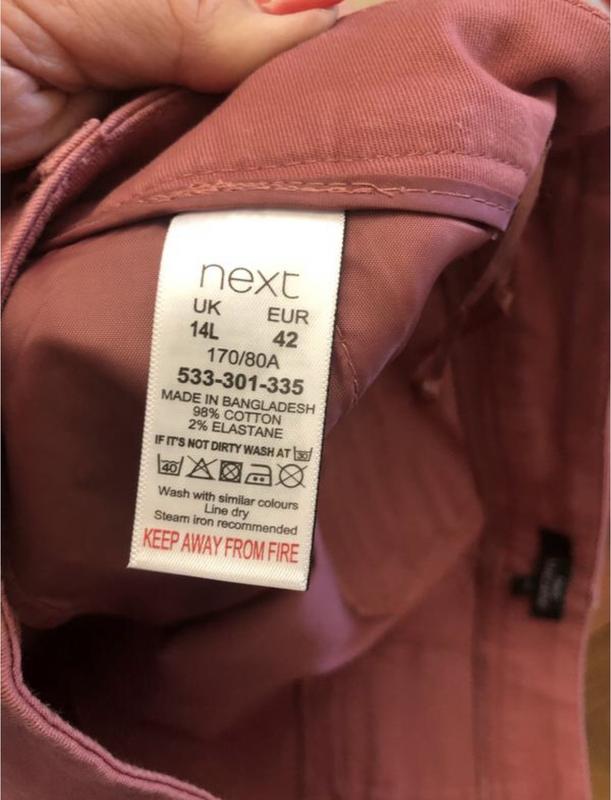 next
UK EUR
14L 42
170/80A
533-301-335
MADE IN BANGLADESH
98% COTTON
2% ELASTANE
IF IT'S NOT DIRTY WASH AT 30
40
Wash with similar colours
Line dry
Steam iron recommended
KEEP AWAY FROM FIRE